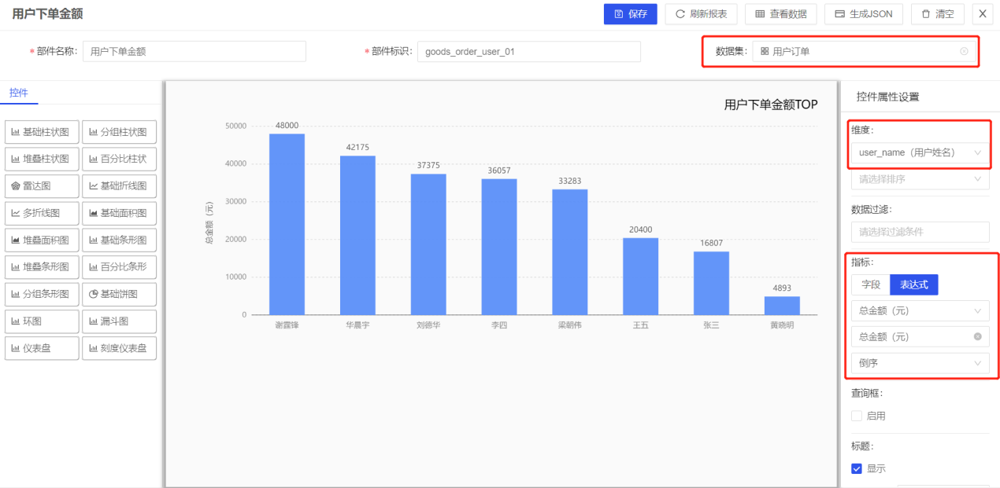 用户下单金额
保存 刷新报表 查看数据 生成JSON 清空 X
*部件名称: 用户下单金额 *部件标识: goods_order_user_01 数据集: 用户订单
控件
基础柱状图 分组柱状图
堆叠柱状图 百分比柱状
雷达图 基础折线图
多折线图 基础面积图
堆叠面积图 基础条形图
堆叠条形图 百分比条形
分组条形图 基础饼图
环图 漏斗图
仪表盘 刻度仪表盘
用户下单金额TOP
总金额（元）
50000
40000
30000
20000
10000
0
48000
42175
37375
36057
33283
20400
16807
4893
谢霆锋 华晨宇 刘德华 李四 梁朝伟 王五 张三 黄晓明
控件属性设置
维度:
user_name（用户姓名）
请选择排序
数据过滤:
请选择过滤条件
指标:
字段 表达式
总金额（元）
总金额（元）
倒序
查询框:
启用
标题:
显示